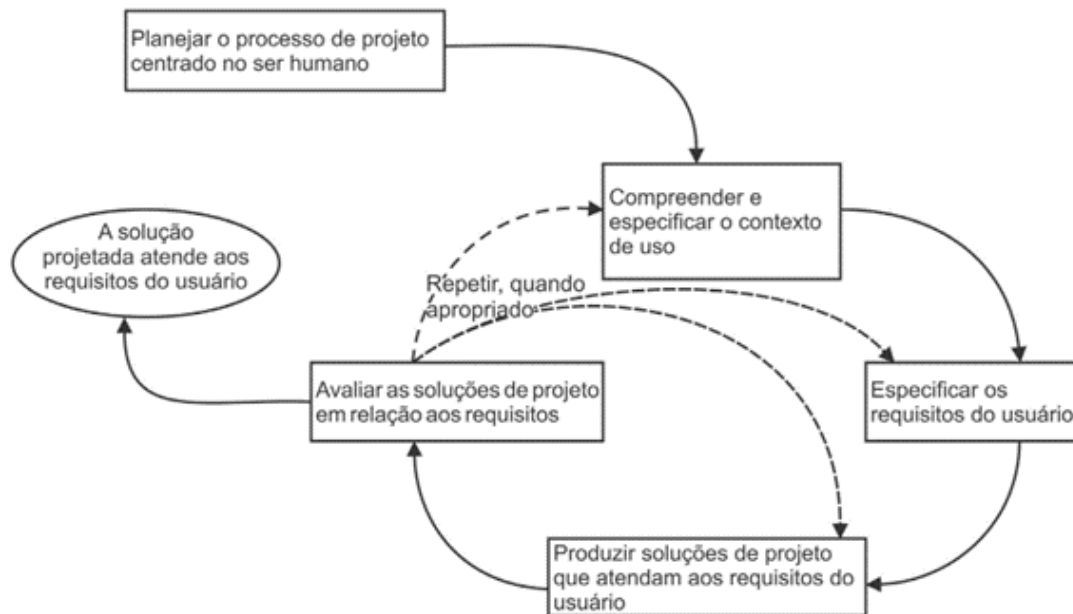 Planejar o processo de projeto
centrado no ser humano
Compreender e
especificar o contexto
de uso
A solução
projetada atende aos
requisitos do usuário
Repetir, quando
apropriado
Avaliar as soluções de projeto
em relação aos requisitos
Especificar os
requisitos do usuário
Produzir soluções de projeto
que atendam aos requisitos do
usuário